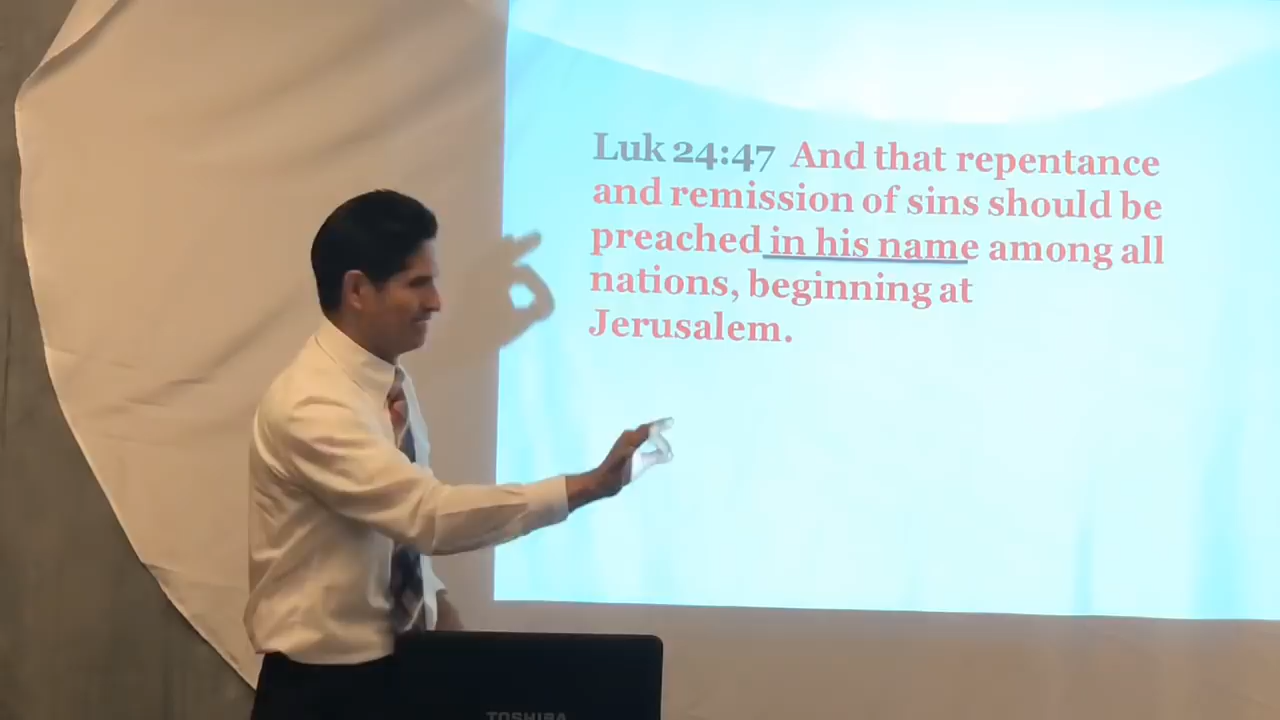 Luk 24:47 And that repentance
and remission of sins should be
preached in his name among all
nations, beginning at
Jerusalem.
TOSHIBA